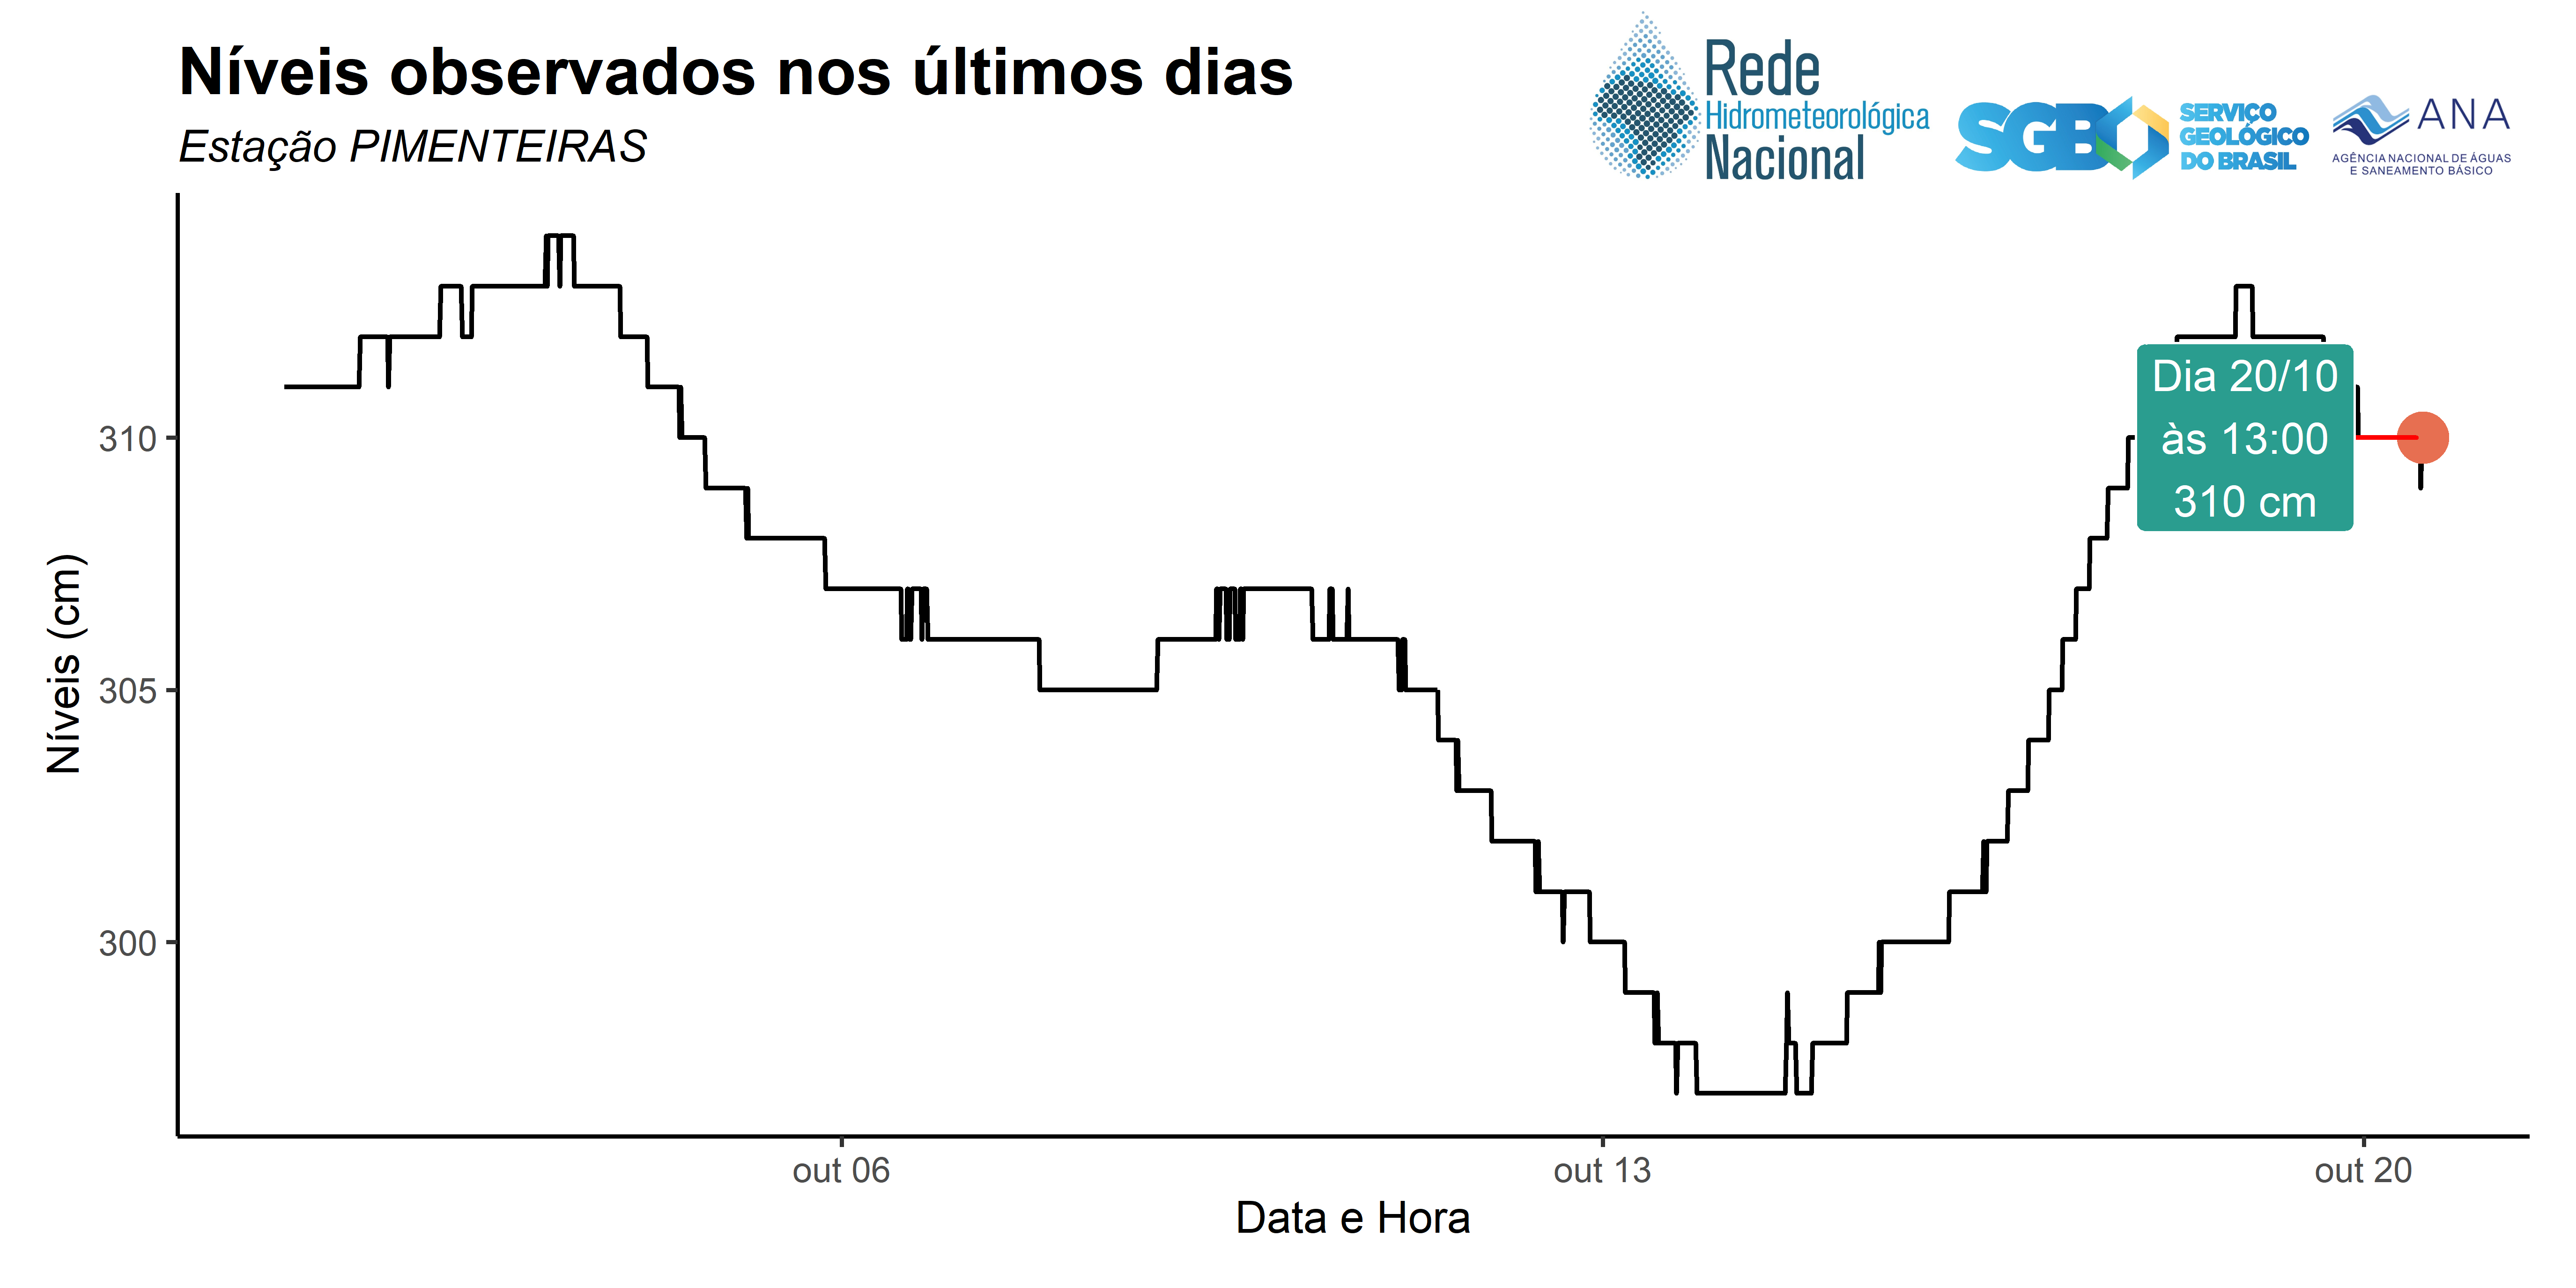 Níveis observados nos últimos dias
Estação PIMENTEIRAS
Rede
Hidrometeorológica
Nacional
SGB
SERVIÇO
GEOLÓGICO
DO BRASIL
ANA
AGÊNCIA NACIONAL DE ÁGUAS
E SANEAMENTO BÁSICO
Níveis (cm)
310
305
300
Dia 20/10
às 13:00
310 cm
out 06
out 13
out 20
Data e Hora